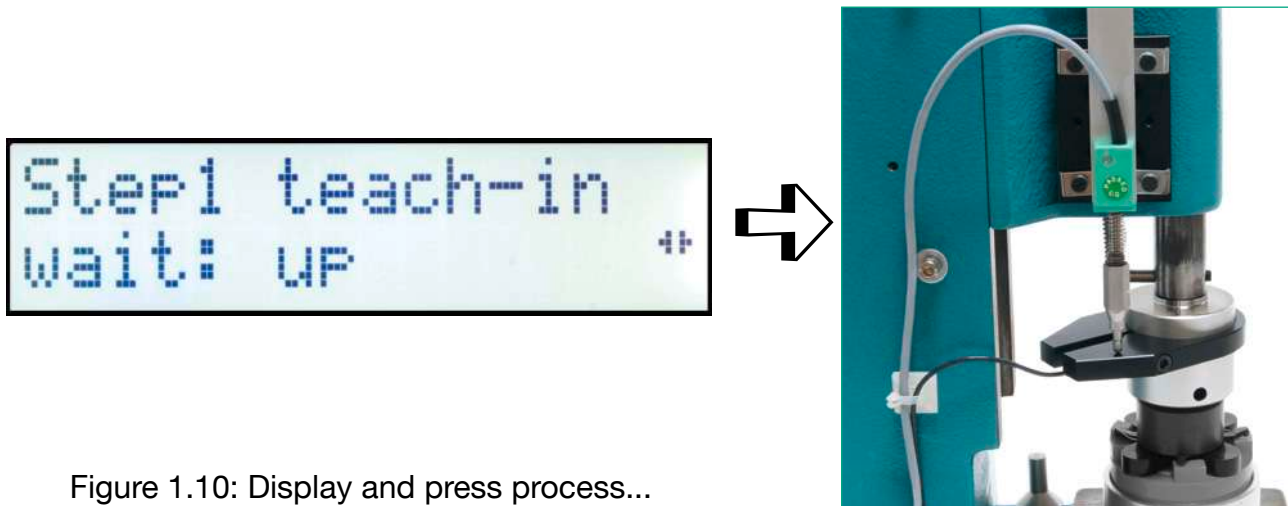 Step1 teach-in
wait: up
Figure 1.10: Display and press process...